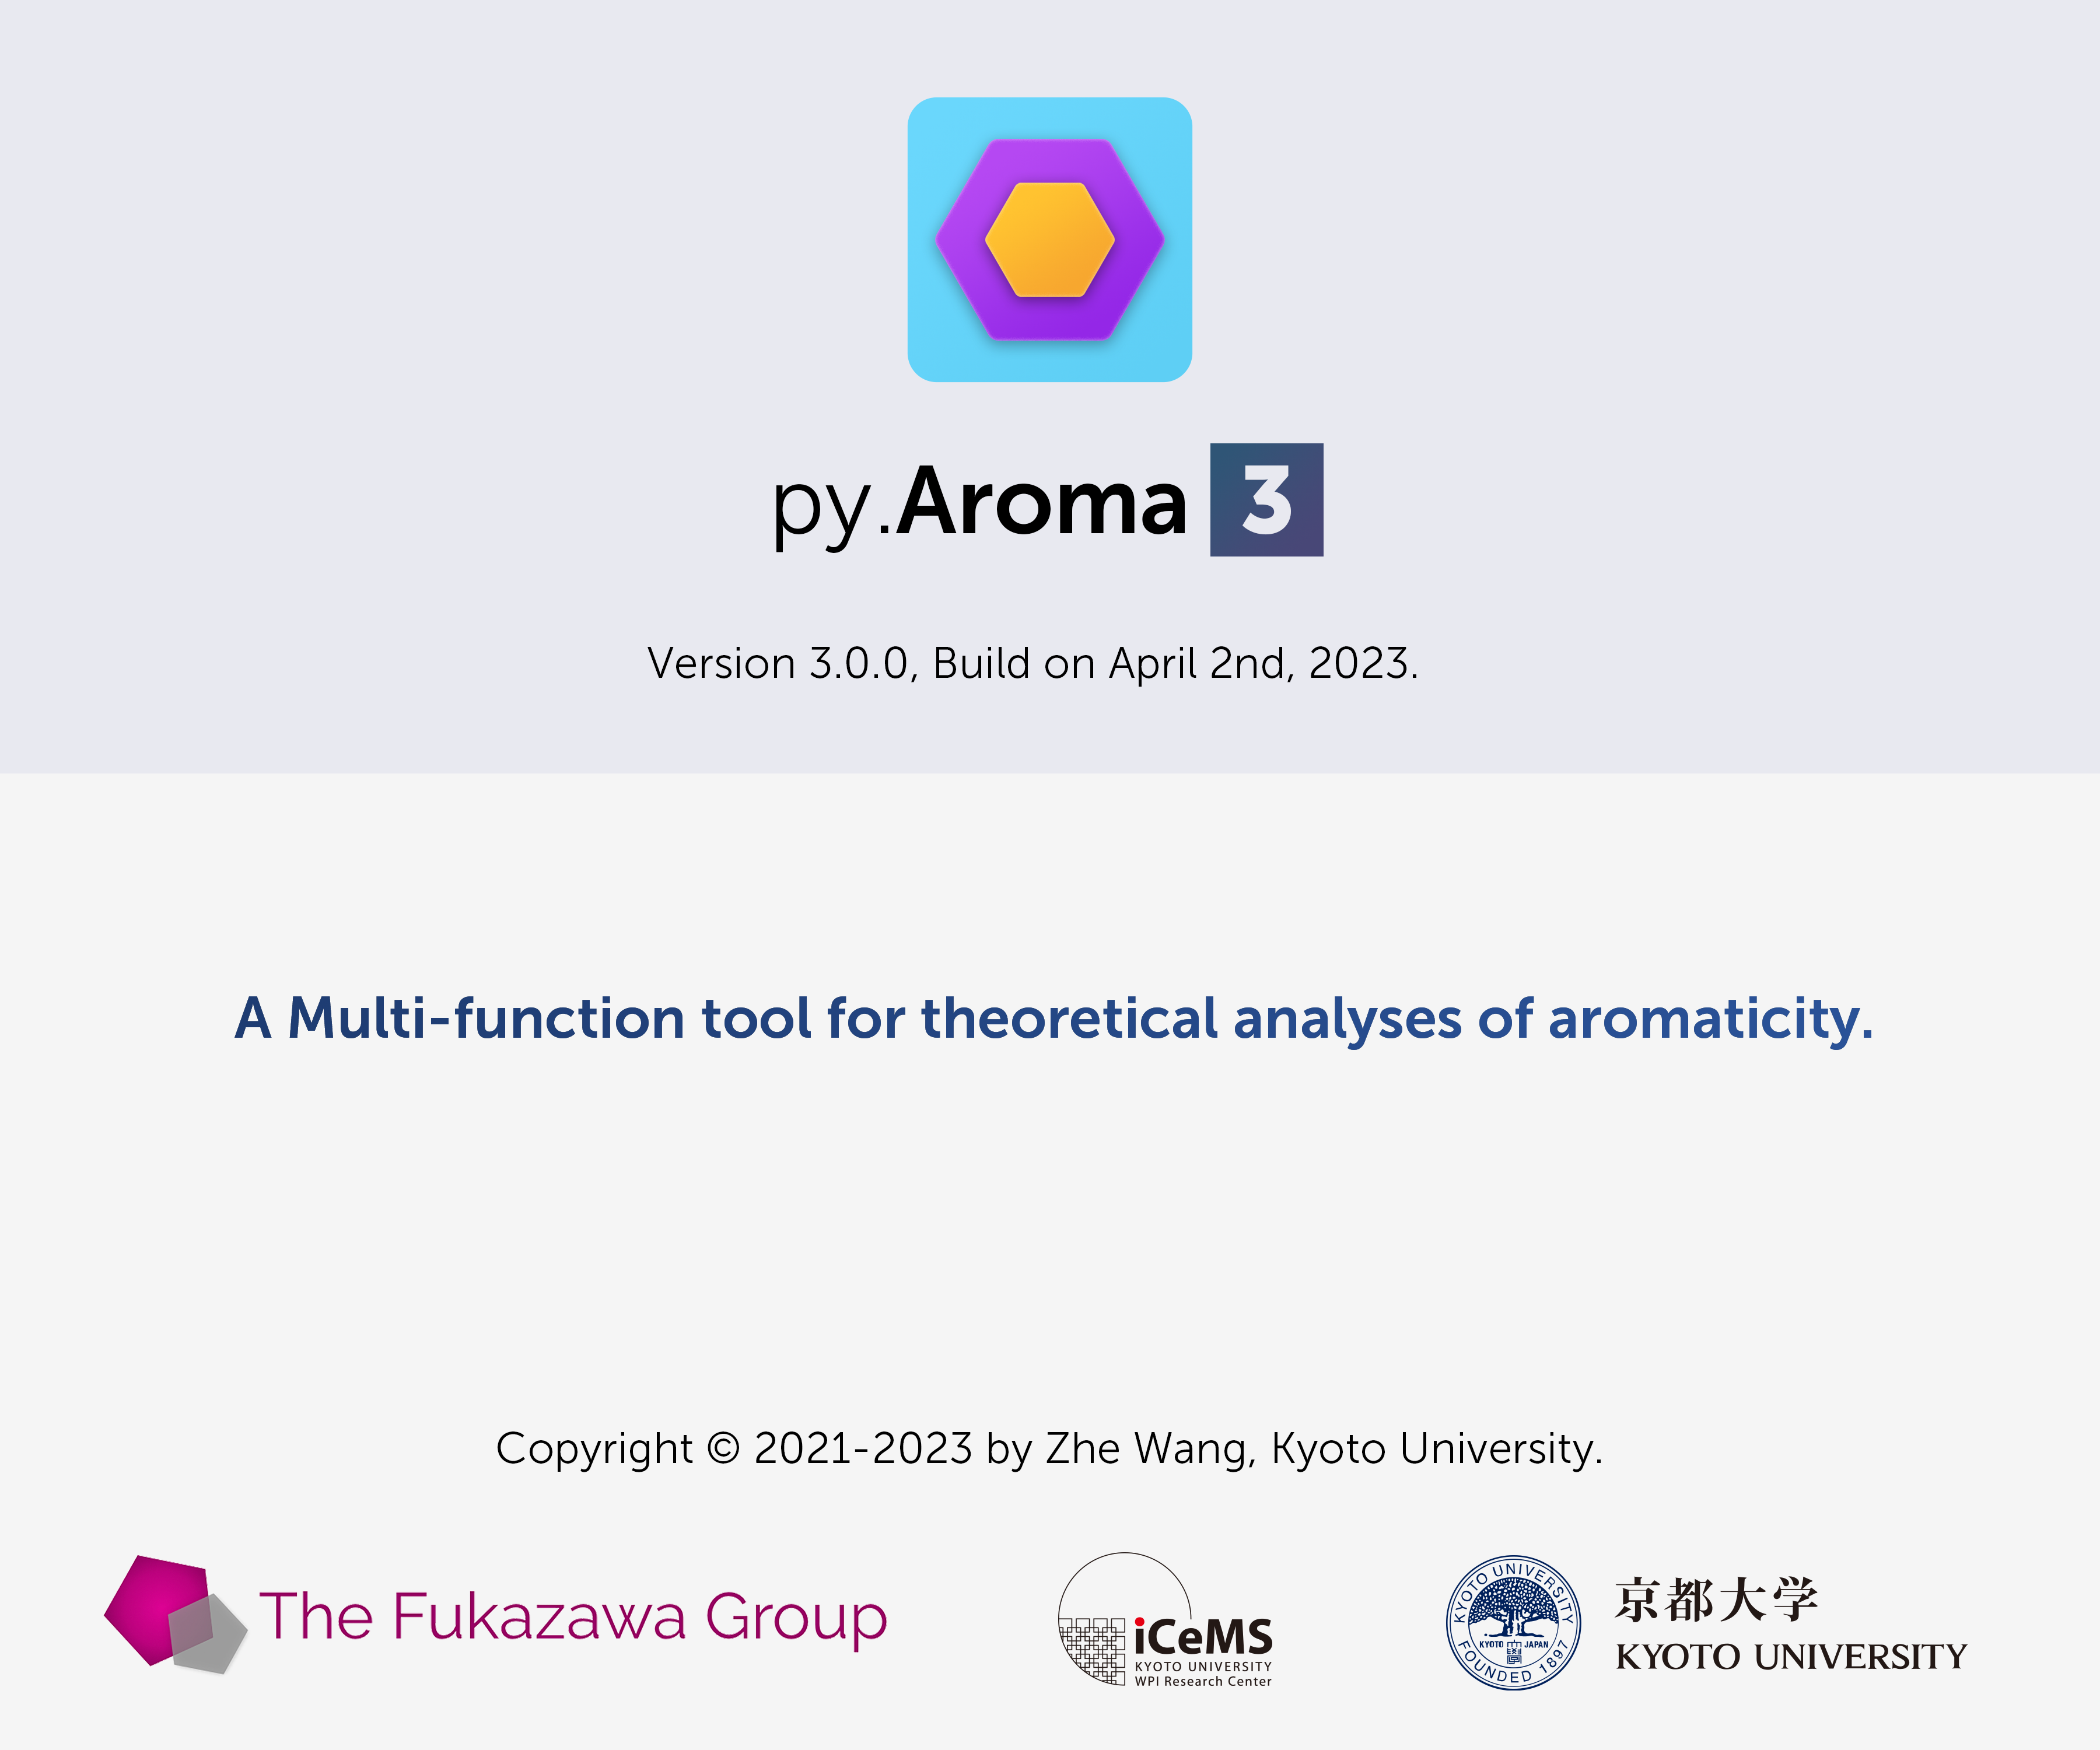 py.Aroma 3
Version 3.0.0, Build on April 2nd, 2023.
A Multi-function tool for theoretical analyses of aromaticity.
Copyright © 2021-2023 by Zhe Wang, Kyoto University.
The Fukazawa Group
iCeMS
KYOTO UNIVERSITY
WPI Research Center
KYOTO UNIVERSITY
KYOTO JAPAN
FOUNDED 1897
京都大学
KYOTO UNIVERSITY